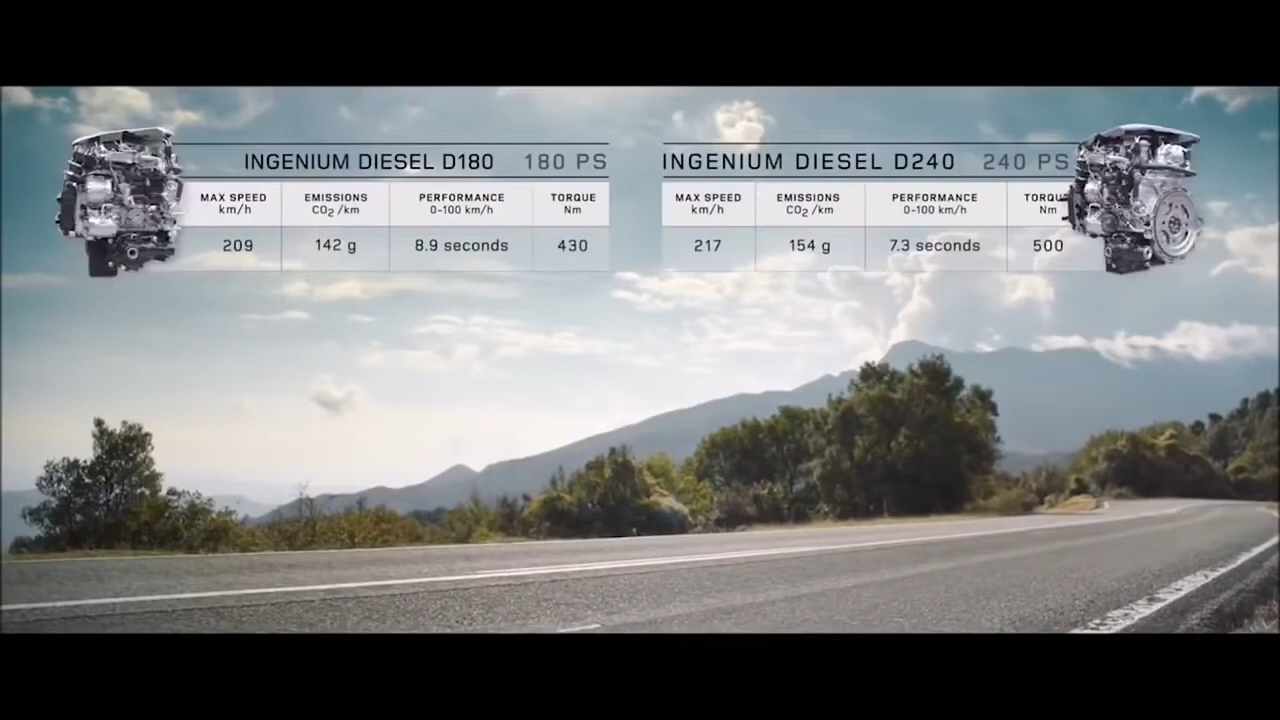 INGENIUM DIESEL D180 180 PS
MAX SPEED EMISSIONS PERFORMANCE TORQUE
km/h CO2 /km 0-100 km/h Nm
209 142 g 8.9 seconds 430
INGENIUM DIESEL D240 240 PS
MAX SPEED EMISSIONS PERFORMANCE TORQU
km/h CO2 /km 0-100 km/h Nm
217 154 g 7.3 seconds 500